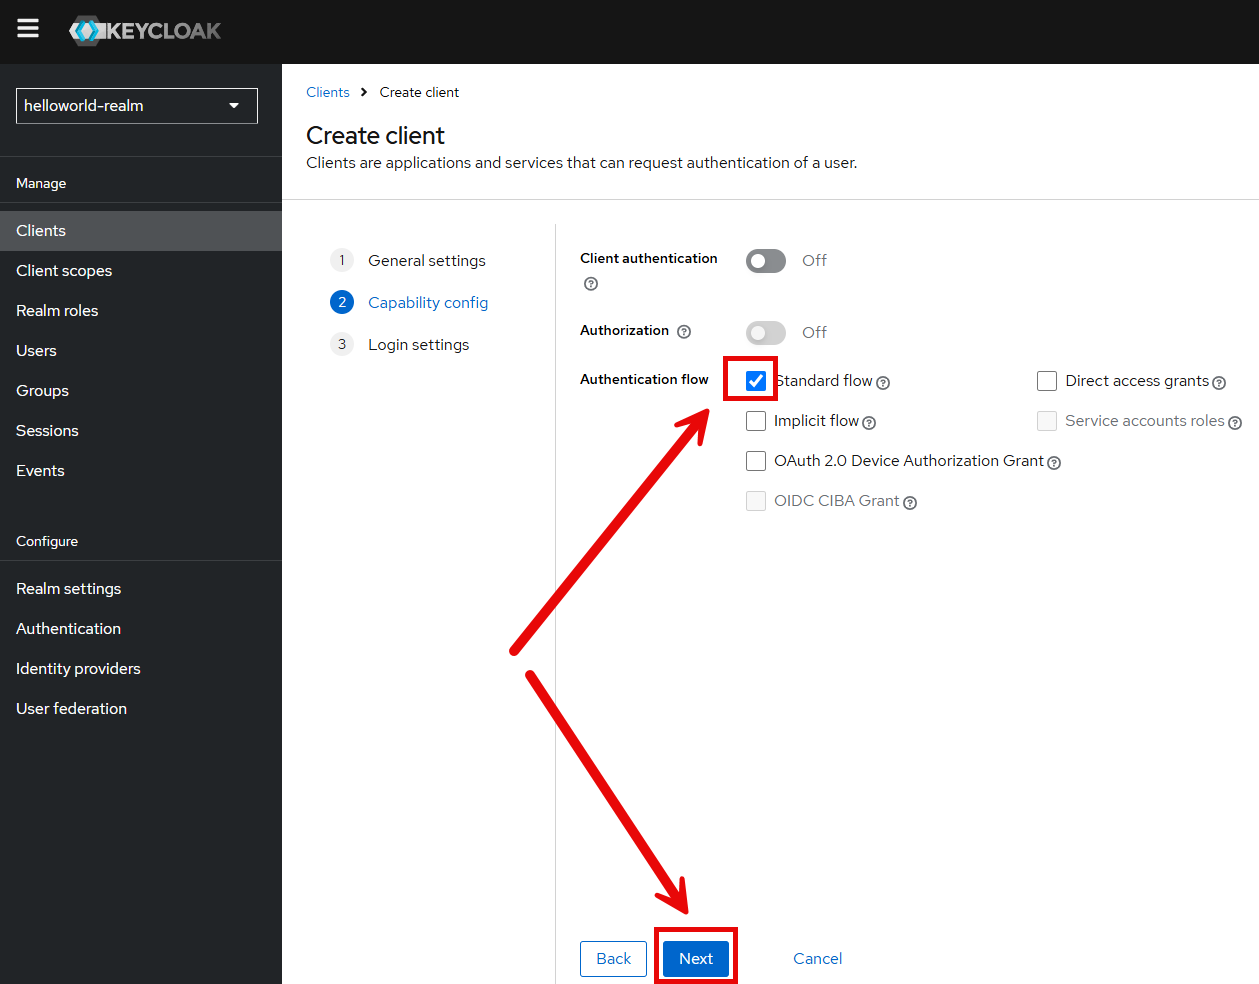 KEYCLOAK
helloworld-realm
Manage
Clients
Client scopes
Realm roles
Users
Groups
Sessions
Events
Configure
Realm settings
Authentication
Identity providers
User federation
Clients > Create client
Create client
Clients are applications and services that can request authentication of a user.
1 General settings
2 Capability config
3 Login settings
Client authentication Off
Authorization Off
Authentication flow Standard flow Direct access grants
Implicit flow Service accounts roles
OAuth 2.0 Device Authorization Grant
OIDC CIBA Grant
Back Next Cancel